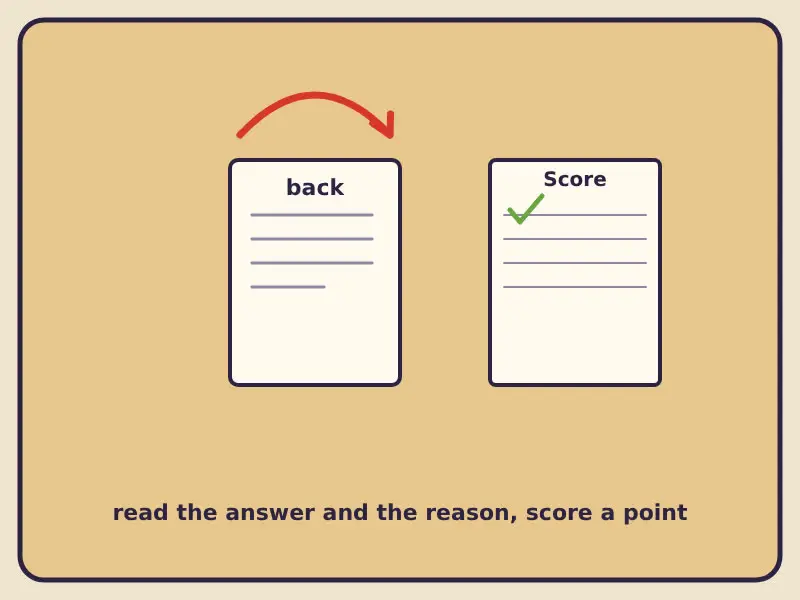 back
Score
read the answer and the reason, score a point